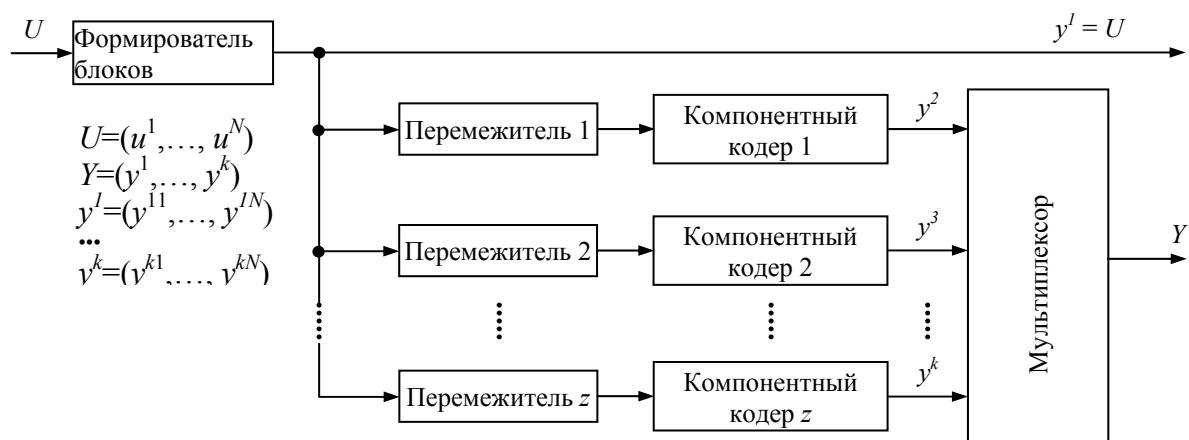 U
Формирователь
блоков
y¹ = U
U=(u¹,…, uᴺ)
Y=(y¹,…, yᵏ)
y¹=(y¹¹,…, y¹ᴺ)
...
yᵏ=(yᵏ¹,…, yᵏᴺ)
Перемежитель 1
Компонентный
кодер 1
y²
Перемежитель 2
Компонентный
кодер 2
y³
Перемежитель z
Компонентный
кодер z
yᵏ
Мультиплексор
Y